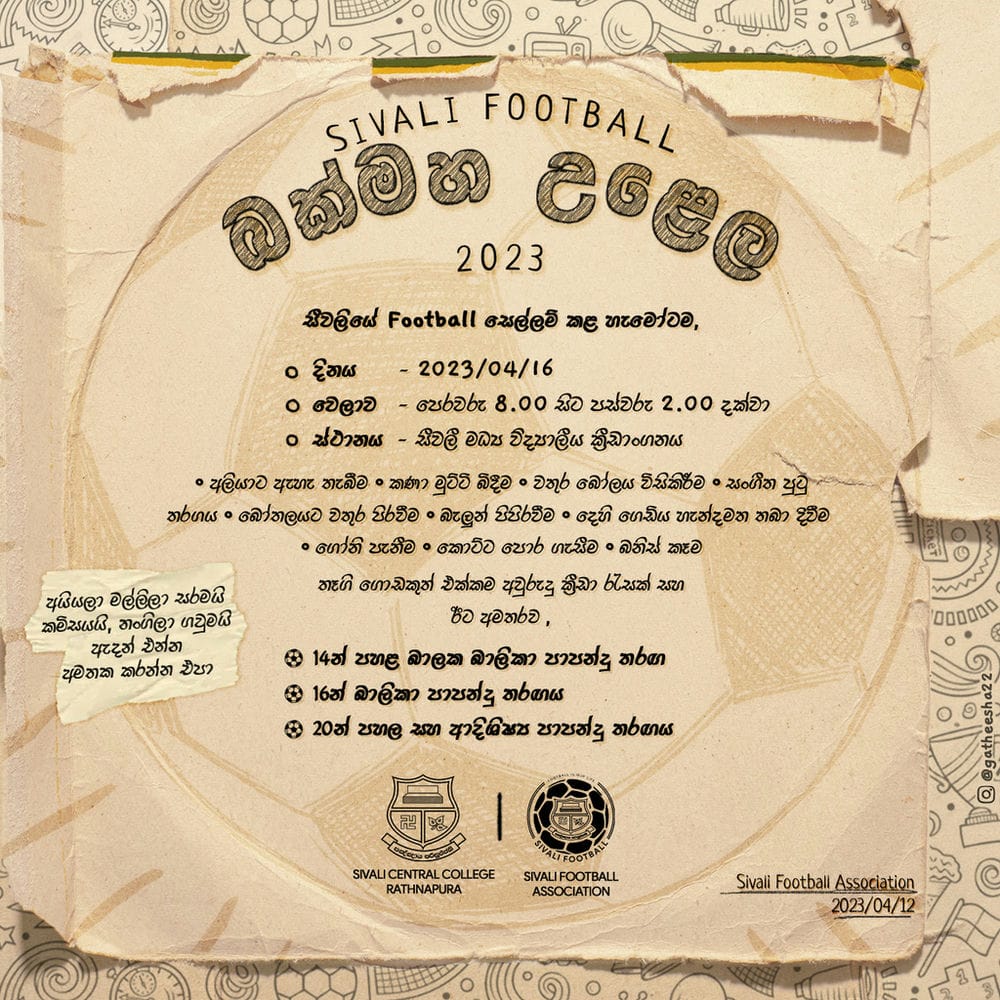 SIVALI FOOTBALL
බක්මහ උළෙල
2023
සීවලියේ Football සෙල්ලම් කළ හැමෝටම,
දිනය - 2023/04/16
වෙලාව - පෙරවරු 8.00 සිට පස්වරු 2.00 දක්වා
ස්ථානය - සීවලී මධ්‍ය විද්‍යාලීය ක්‍රීඩාංගනය
• අලියාට ඇහැ තැබීම • කණා මුට්ටි බිදීම • වතුර බෝලය විසිකිරීම • සංගීත පුටු
තරගය • බෝතලයට වතුර පිරවීම • බැලුන් පිපිරවීම • දෙහි ගෙඩිය හැන්දමත තබා දිවීම
• ගෝනි පැනීම • කොට්ට පොර ගැසීම • බනිස් කෑම
තෑගි ගොඩකුත් එක්කම අවුරුදු ක්‍රීඩා රැසක් සහ
ඊට අමතරව ,
අයියලා මල්ලිලා සරමයි
කමිසයයි, නංගිලා ගවුමයි
ඇදන් එන්න
අමතක කරන්න එපා
14න් පහළ බාලක බාලිකා පාපන්දු තරග
16න් බාලිකා පාපන්දු තරගය
20න් පහල සහ ආදිශිෂ්‍ය පාපන්දු තරගය
SIVALI FOOTBALL
SIVALI CENTRAL COLLEGE
RATHNAPURA
SIVALI FOOTBALL
ASSOCIATION
Sivali Football Association
2023/04/12
@gatheesha22